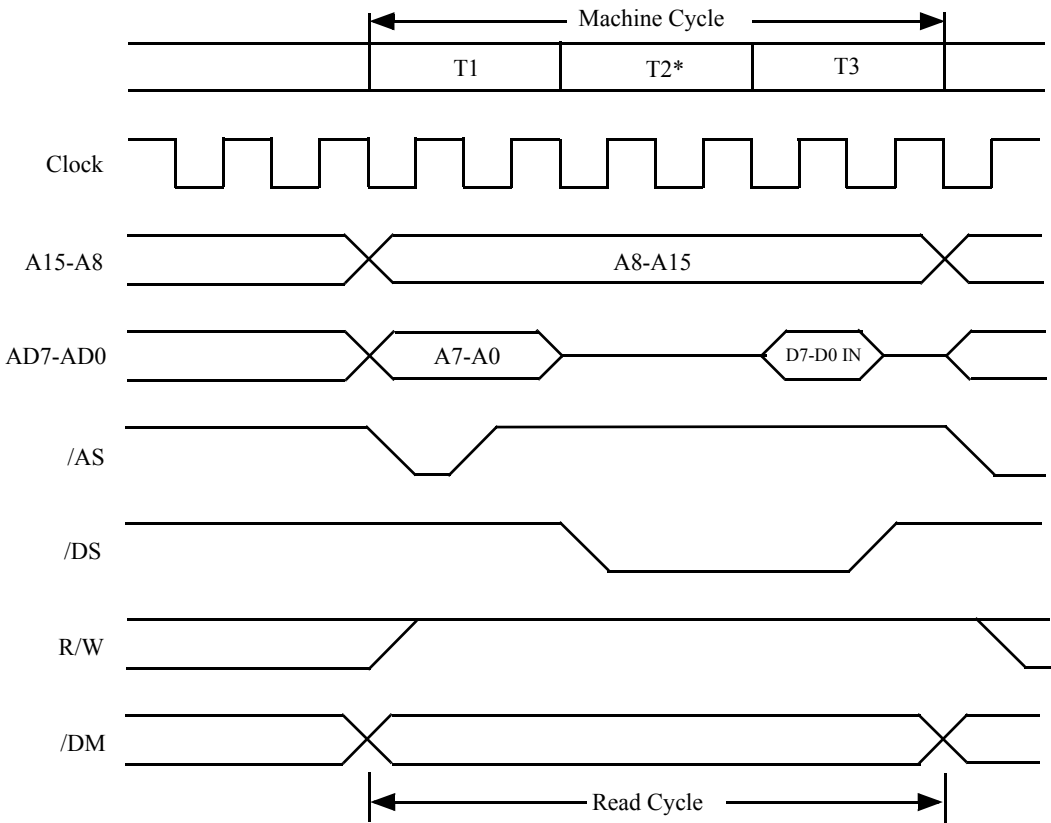 Machine Cycle
T1 T2* T3
Clock
A15-A8 A8-A15
AD7-AD0 A7-A0 D7-D0 IN
/AS
/DS
R/W
/DM
Read Cycle